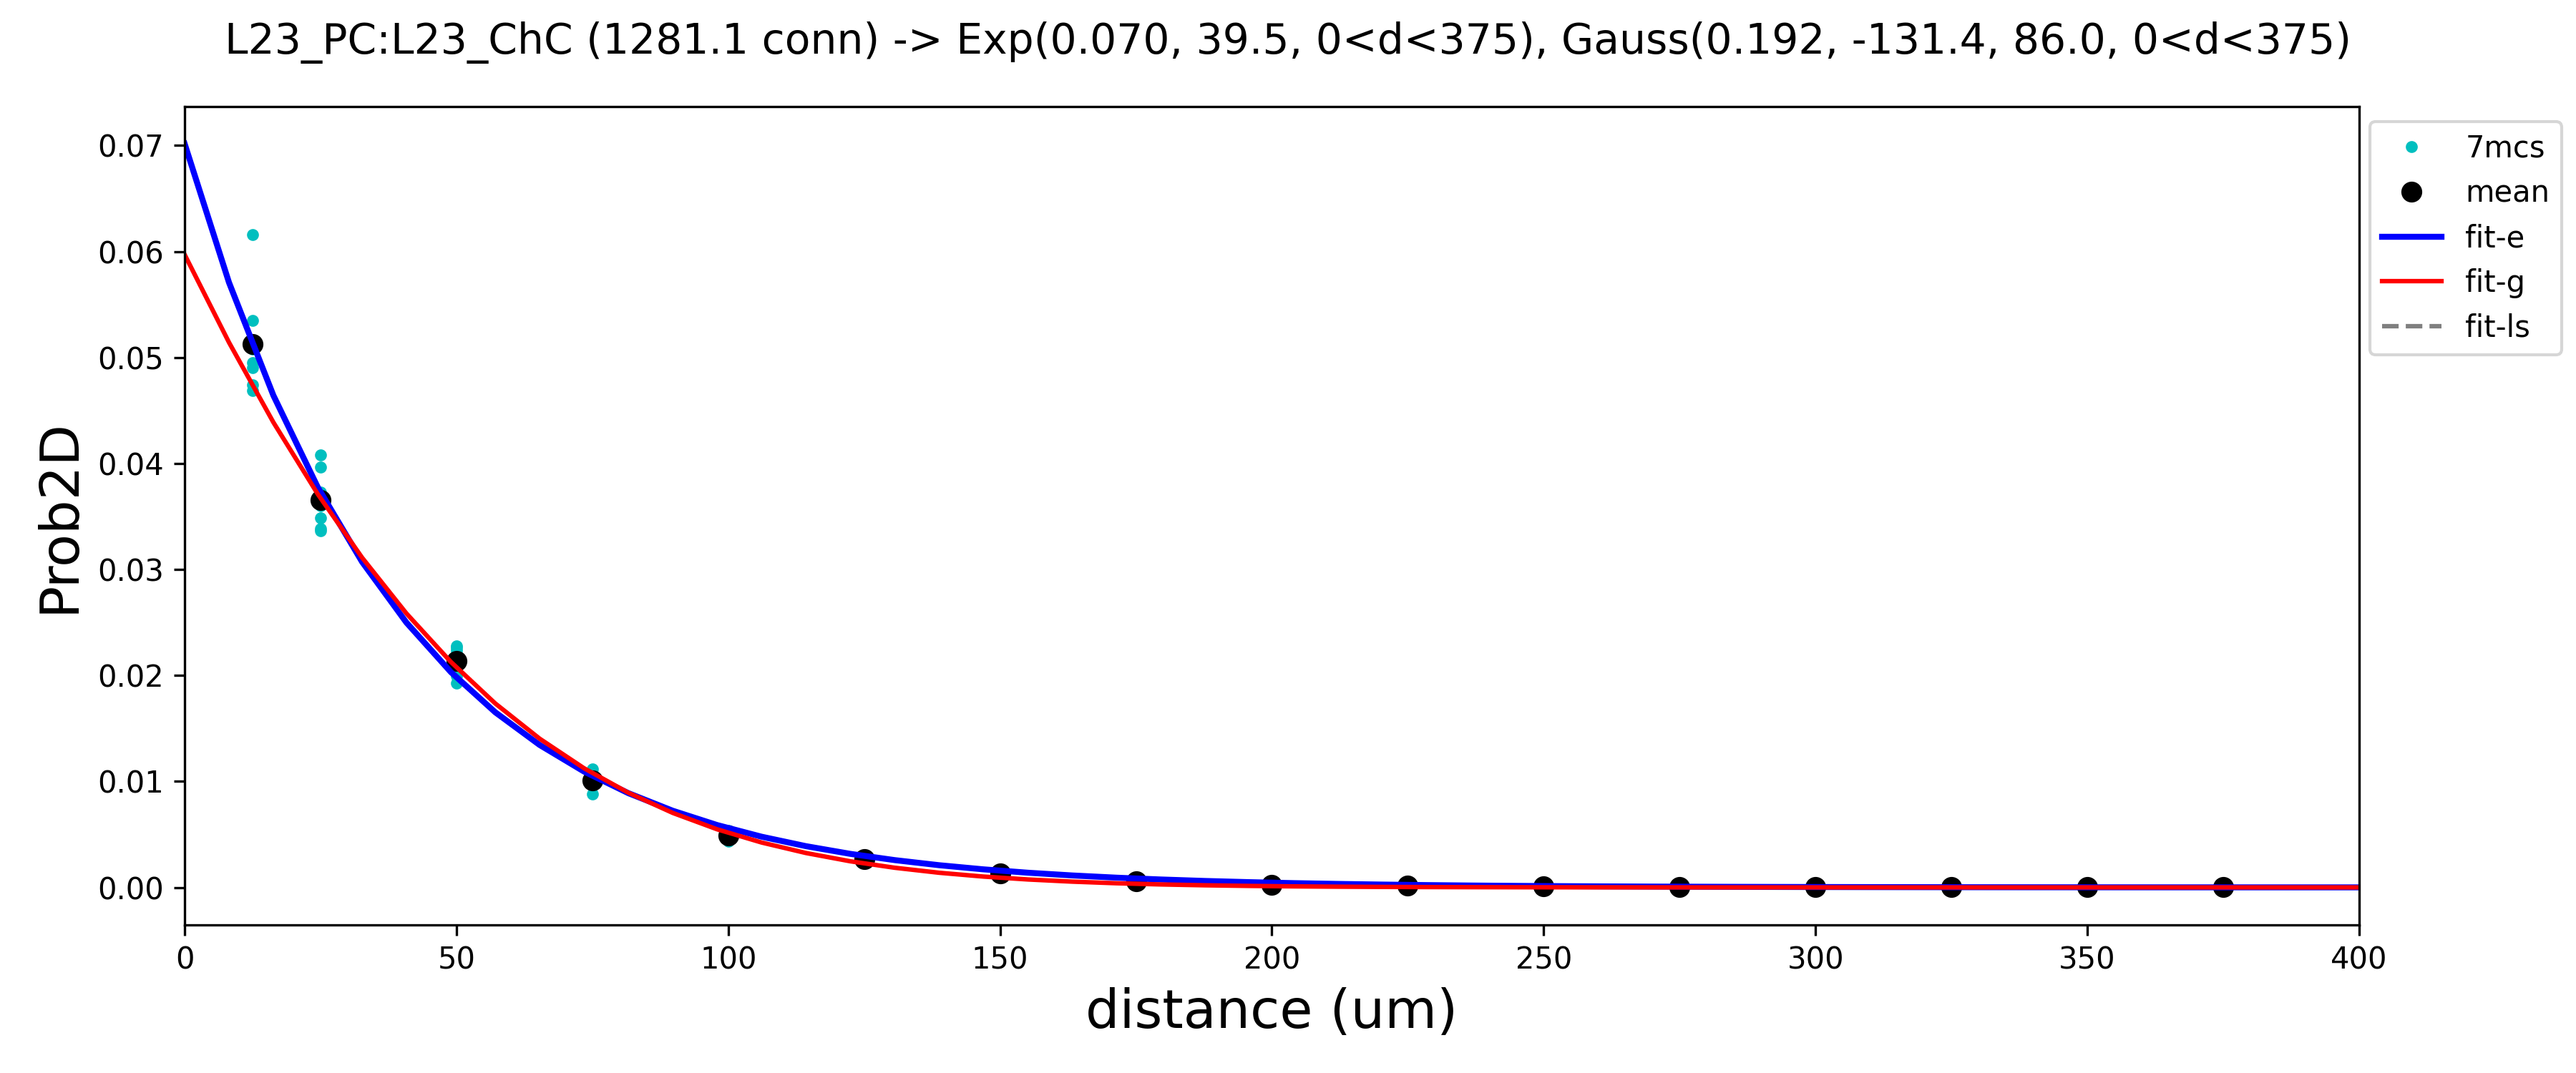 L23_PC:L23_ChC (1281.1 conn) -> Exp(0.070, 39.5, 0<d<375), Gauss(0.192, -131.4, 86.0, 0<d<375)
7mcs
mean
fit-e
fit-g
fit-ls
Prob2D
0.07
0.06
0.05
0.04
0.03
0.02
0.01
0.00
0 50 100 150 200 250 300 350 400
distance (um)